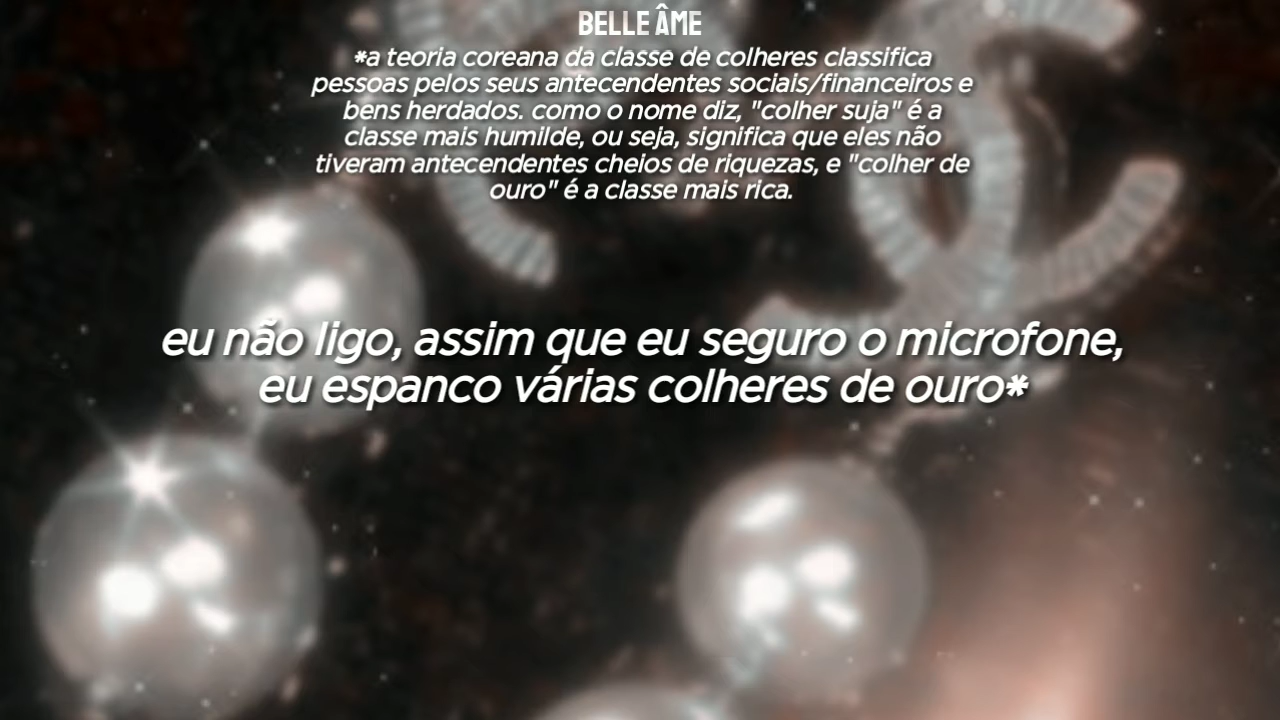 BELLE ÂME
*a teoria coreana da classe de colheres classifica
pessoas pelos seus antecendentes sociais/financeiros e
bens herdados. como o nome diz, "colher suja" é a
classe mais humilde, ou seja, significa que eles não
tiveram antecendentes cheios de riquezas, e "colher de
ouro" é a classe mais rica.
eu não ligo, assim que eu seguro o microfone,
eu espanco várias colheres de ouro*